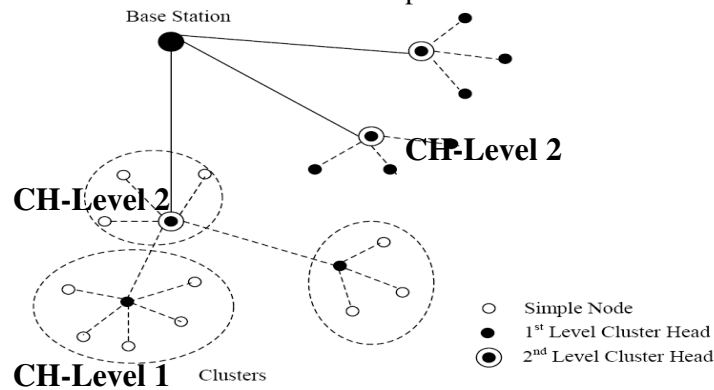 Base Station
CH-Level 2
CH-Level 2
Simple Node
1st Level Cluster Head
2nd Level Cluster Head
CH-Level 1
Clusters